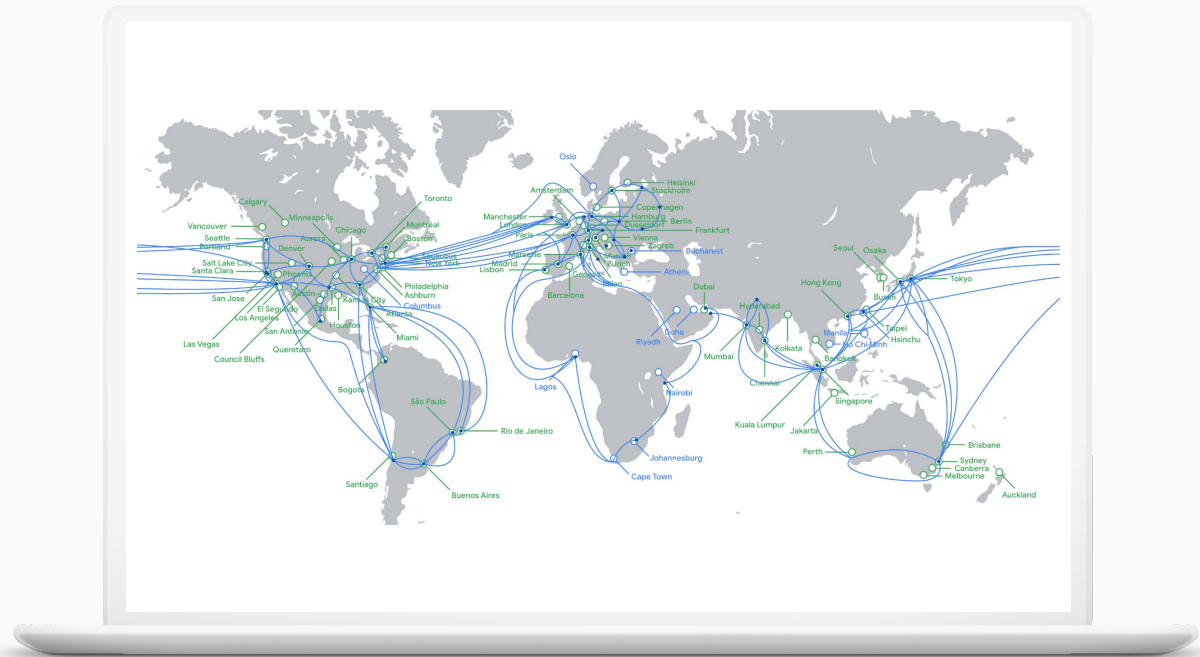 Oslo
Helsinki
Stockholm
Amsterdam
Copenhagen
Hamburg
Berlin
Dusseldorf
Frankfurt
Manchester
London
Paris
Vienna
Zagreb
Bucharest
Marseille
Munich
Zurich
Madrid
Lisbon
Geneva
Milan
Athens
Barcelona
Calgary
Toronto
Minneapolis
Vancouver
Chicago
Montreal
Seattle
Aurora
Boston
Portland
Denver
New York
Salt Lake City
Santa Clara
Phoenix
Philadelphia
Ashburn
Austin
San Jose
Kansas City
Columbus
El Segundo
Dallas
Atlanta
Los Angeles
San Antonio
Houston
Miami
Las Vegas
Queretaro
Council Bluffs
Bogota
São Paulo
Rio de Janeiro
Santiago
Buenos Aires
Lagos
Nairobi
Johannesburg
Cape Town
Dubai
Doha
Riyadh
Hyderabad
Mumbai
Kolkata
Chennai
Seoul
Osaka
Tokyo
Hong Kong
Busan
Taipei
Manila
Hsinchu
Ho Chi Minh
Bangkok
Singapore
Kuala Lumpur
Jakarta
Perth
Brisbane
Sydney
Canberra
Melbourne
Auckland